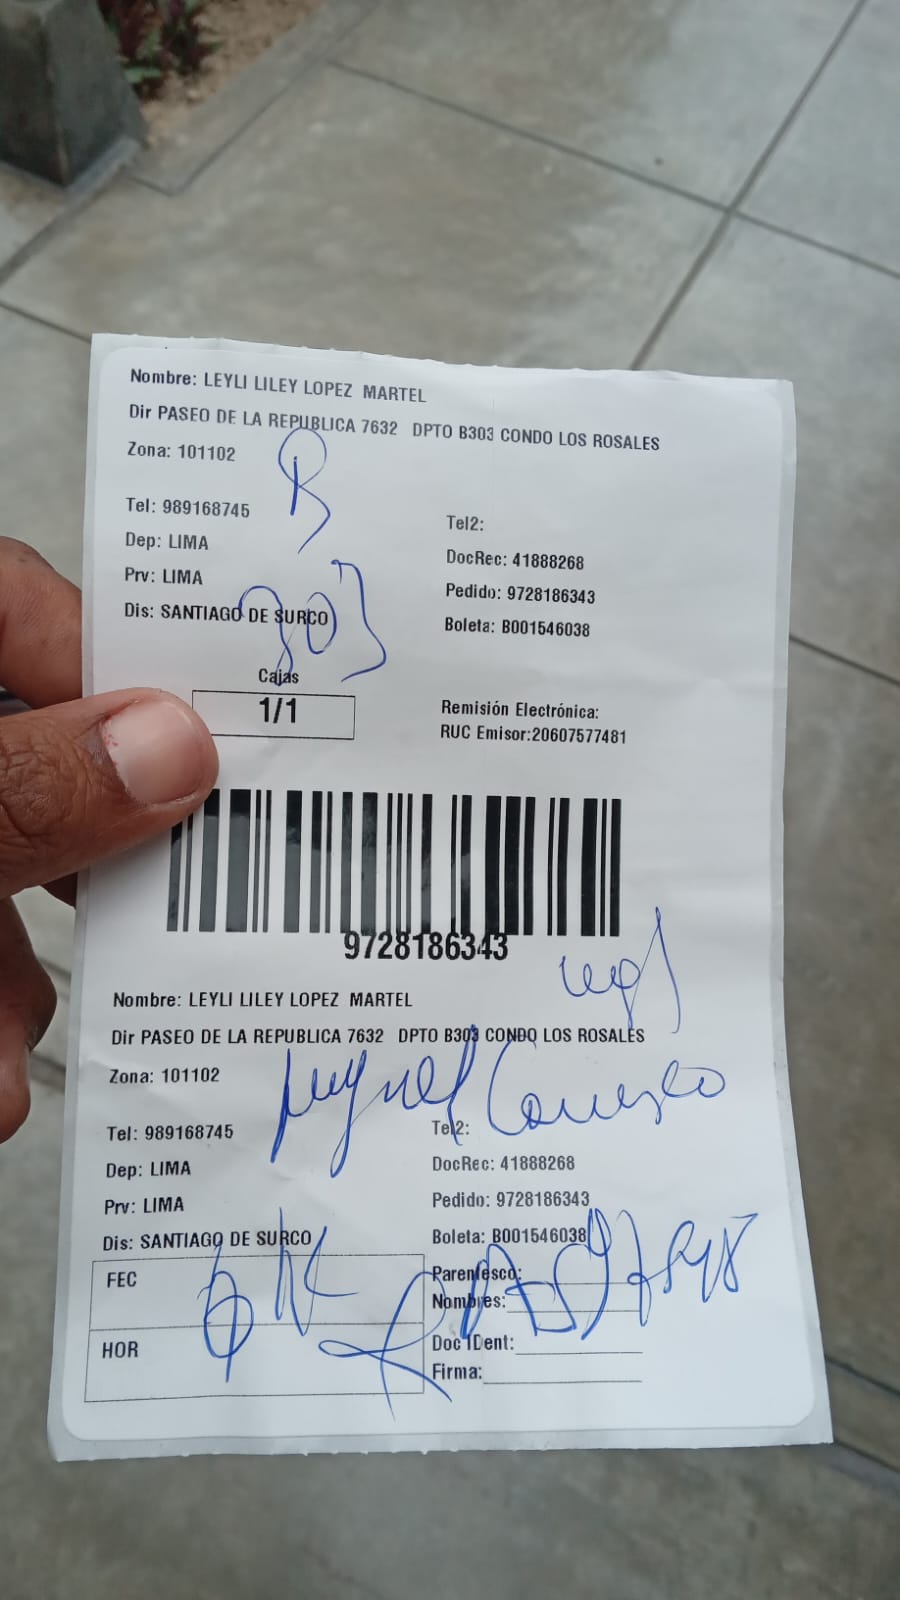 Nombre: LEYLI LILEY LOPEZ MARTEL
Dir PASEO DE LA REPUBLICA 7632 DPTO B303 CONDO LOS ROSALES
Zona: 101102
B
Tel: 989168745
Tel2:
Dep: LIMA
DocRec: 41888268
Prv: LIMA
Pedido: 9728186343
Dis: SANTIAGO DE SURCO
Boleta: B001546038
303
Cajas
1/1
Remisión Electrónica:
RUC Emisor:20607577481
9728186343
Nombre: LEYLI LILEY LOPEZ MARTEL
Dir PASEO DE LA REPUBLICA 7632 DPTO B303 CONDO LOS ROSALES
Zona: 101102
Miguel
Tel: 989168745
Tel2:
Dep: LIMA
DocRec: 41888268
Prv: LIMA
Pedido: 9728186343
Dis: SANTIAGO DE SURCO
Boleta: B001546038
FEC
Parentesco:
Nombres:
HOR
Doc IDent:
Firma: